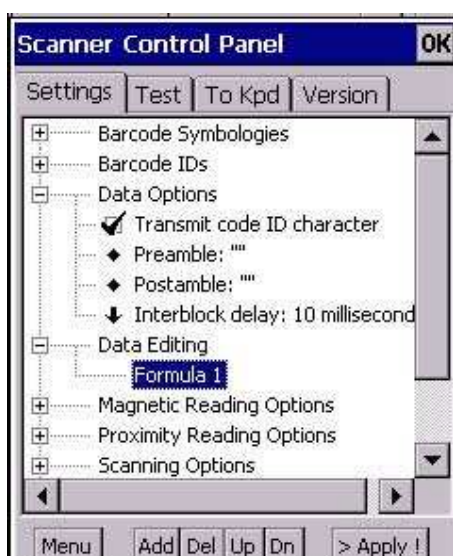 Scanner Control Panel OK
Settings Test To Kpd Version
Barcode Symbologies
Barcode IDs
Data Options
Transmit code ID character
Preamble: ""
Postamble: ""
Interblock delay: 10 millisecond
Data Editing
Formula 1
Magnetic Reading Options
Proximity Reading Options
Scanning Options
Menu Add Del Up Dn > Apply !